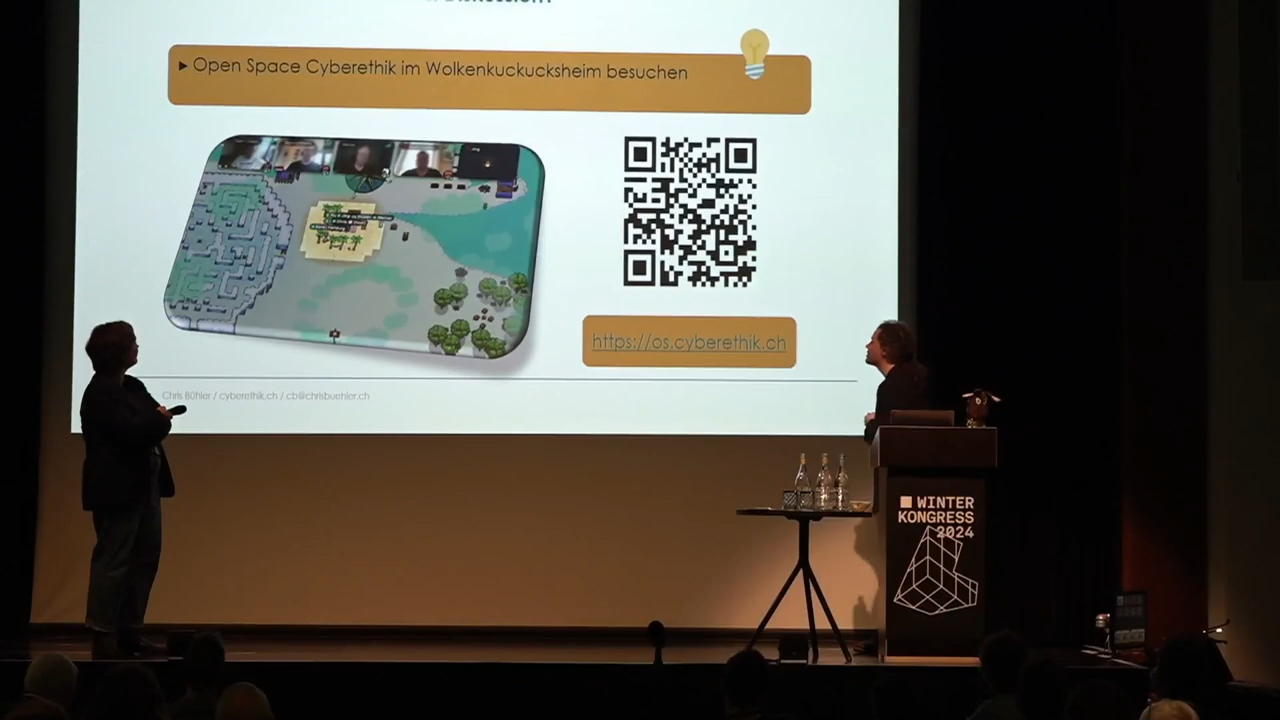 ▸ Open Space Cyberethik im Wolkenkuckucksheim besuchen
https://os.cyberethik.ch
Chris Bühler / cyberethik.ch / cb@chrisbuehler.ch
WINTER
KONGRESS
2024